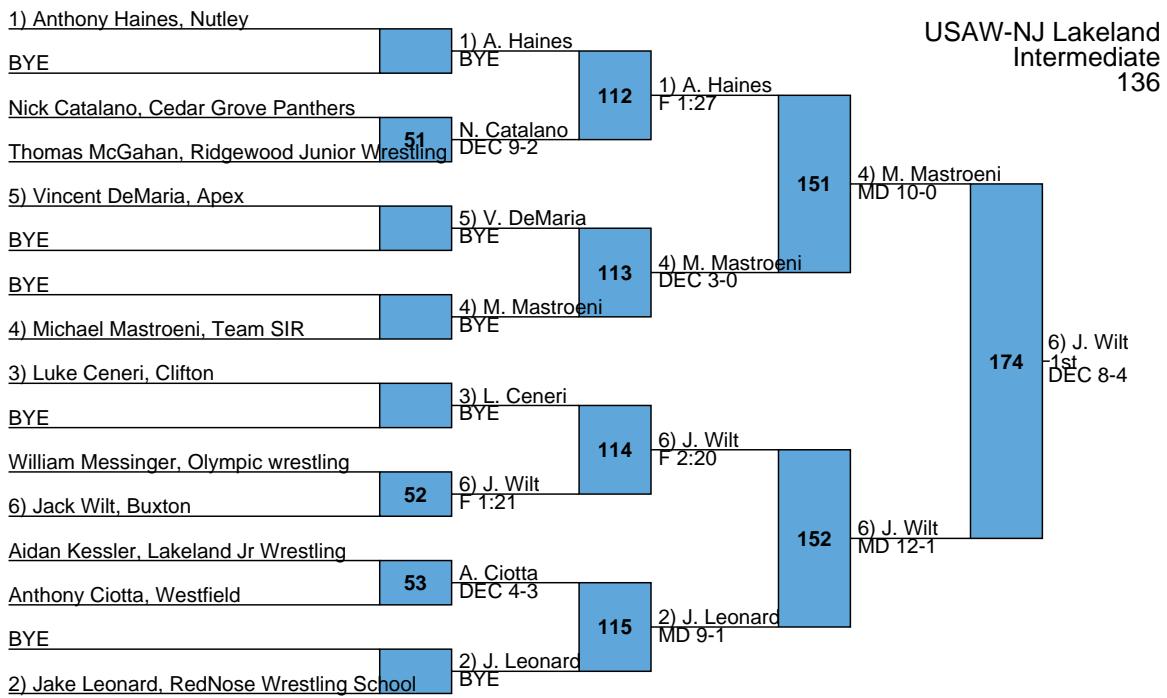 USAW-NJ Lakeland
Intermediate
136
1) Anthony Haines, Nutley
BYE
Nick Catalano, Cedar Grove Panthers
Thomas McGahan, Ridgewood Junior Wrestling
5) Vincent DeMaria, Apex
BYE
BYE
4) Michael Mastroeni, Team SIR
3) Luke Ceneri, Clifton
BYE
William Messinger, Olympic wrestling
6) Jack Wilt, Buxton
Aidan Kessler, Lakeland Jr Wrestling
Anthony Ciotta, Westfield
BYE
2) Jake Leonard, RedNose Wrestling School
51
52
53
1) A. Haines
BYE
N. Catalano
DEC 9-2
5) V. DeMaria
BYE
4) M. Mastroeni
BYE
3) L. Ceneri
BYE
6) J. Wilt
F 1:21
A. Ciotta
DEC 4-3
2) J. Leonard
BYE
112
113
114
115
1) A. Haines
F 1:27
4) M. Mastroeni
DEC 3-0
6) J. Wilt
F 2:20
2) J. Leonard
MD 9-1
151
152
4) M. Mastroeni
MD 10-0
6) J. Wilt
MD 12-1
174
6) J. Wilt
1st
DEC 8-4